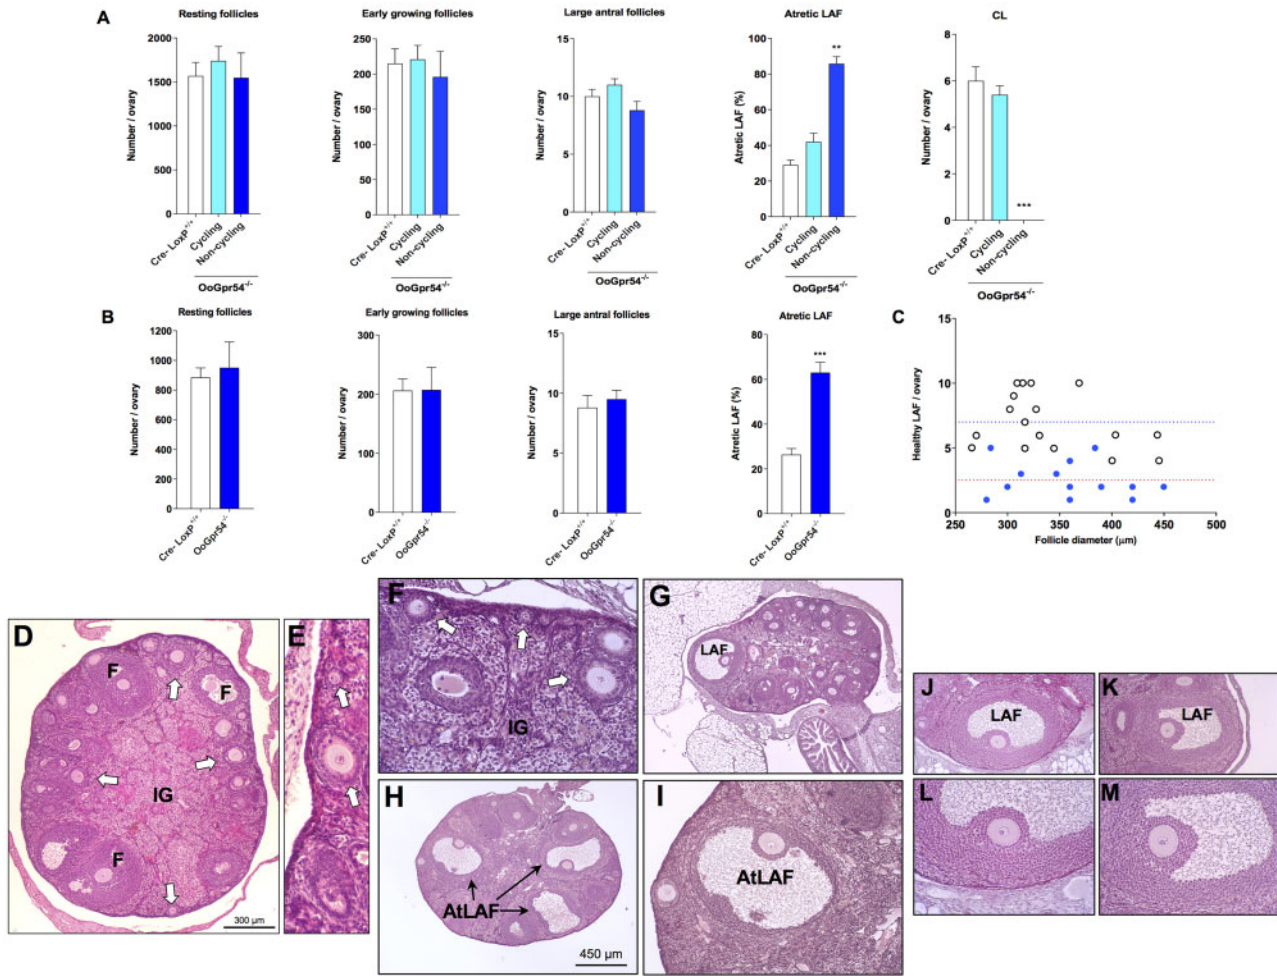 A
Resting follicles
Number / ovary
2000
1500
1000
500
0
Cre- LoxP+/+
Cycling
Non-cycling
OoGpr54-/-
Early growing follicles
Number / ovary
250
200
150
100
50
0
Cre- LoxP+/+
Cycling
Non-cycling
OoGpr54-/-
Large antral follicles
Number / ovary
15
10
5
0
Cre- LoxP+/+
Cycling
Non-cycling
OoGpr54-/-
Atretic LAF
Atretic LAF (%)
100
80
60
40
20
0
**
Cre- LoxP+/+
Cycling
Non-cycling
OoGpr54-/-
CL
Number / ovary
8
6
4
2
0
***
Cre- LoxP+/+
Cycling
Non-cycling
OoGpr54-/-
B
Resting follicles
Number / ovary
1200
1000
800
600
400
200
0
Cre- LoxP+/+
OoGpr54-/-
Early growing follicles
Number / ovary
300
200
100
0
Cre- LoxP+/+
OoGpr54-/-
Large antral follicles
Number / ovary
15
10
5
0
Cre- LoxP+/+
OoGpr54-/-
Atretic LAF
Atretic LAF (%)
80
60
40
20
0
***
Cre- LoxP+/+
OoGpr54-/-
C
Healthy LAF / ovary
15
10
5
0
250 300 350 400 450 500
Follicle diameter (µm)
D
F
F
IG
F
300 µm
E
F
IG
G
LAF
H
AtLAF
450 µm
I
AtLAF
J
LAF
K
LAF
L
M